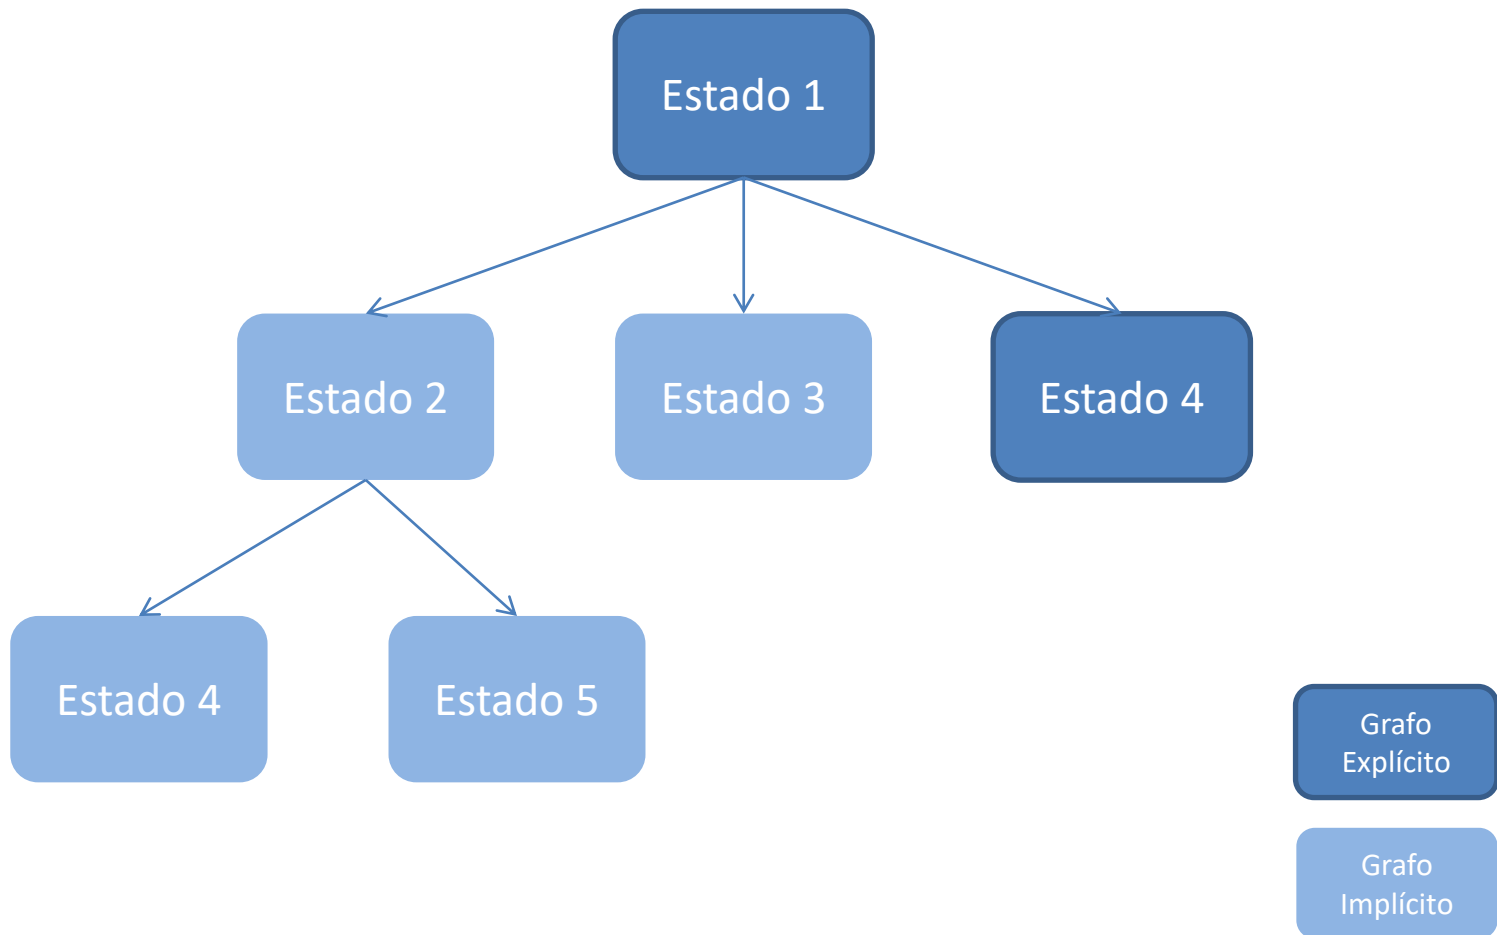 Estado 1
Estado 2
Estado 3
Estado 4
Estado 4
Estado 5
Grafo
Explícito
Grafo
Implícito